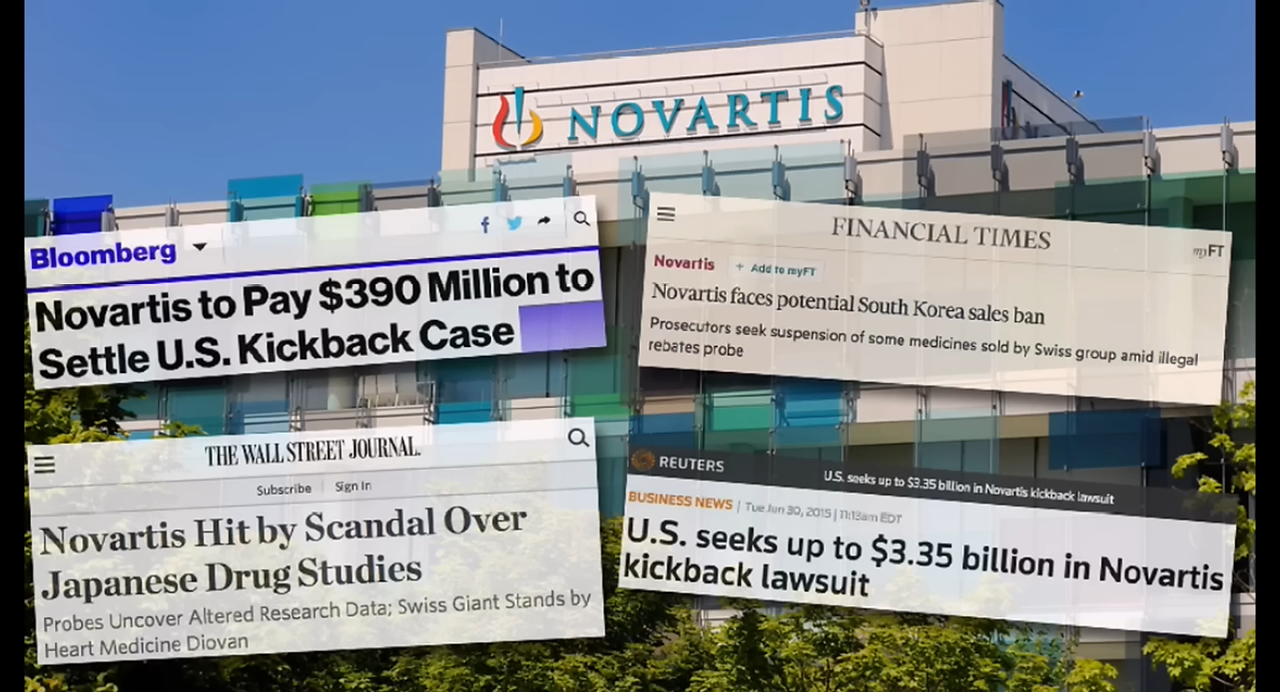 NOVARTIS
Bloomberg
Novartis to Pay $390 Million to
Settle U.S. Kickback Case
FINANCIAL TIMES
myFT
Novartis
+ Add to myFT
Novartis faces potential South Korea sales ban
Prosecutors seek suspension of some medicines sold by Swiss group amid illegal
rebates probe
THE WALL STREET JOURNAL.
Subscribe | Sign In
Novartis Hit by Scandal Over
Japanese Drug Studies
Probes Uncover Altered Research Data; Swiss Giant Stands by
Heart Medicine Diovan
REUTERS
U.S. seeks up to $3.35 billion in Novartis kickback lawsuit
BUSINESS NEWS | Tue Jun 30, 2015 | 11:13am EDT
U.S. seeks up to $3.35 billion in Novartis
kickback lawsuit